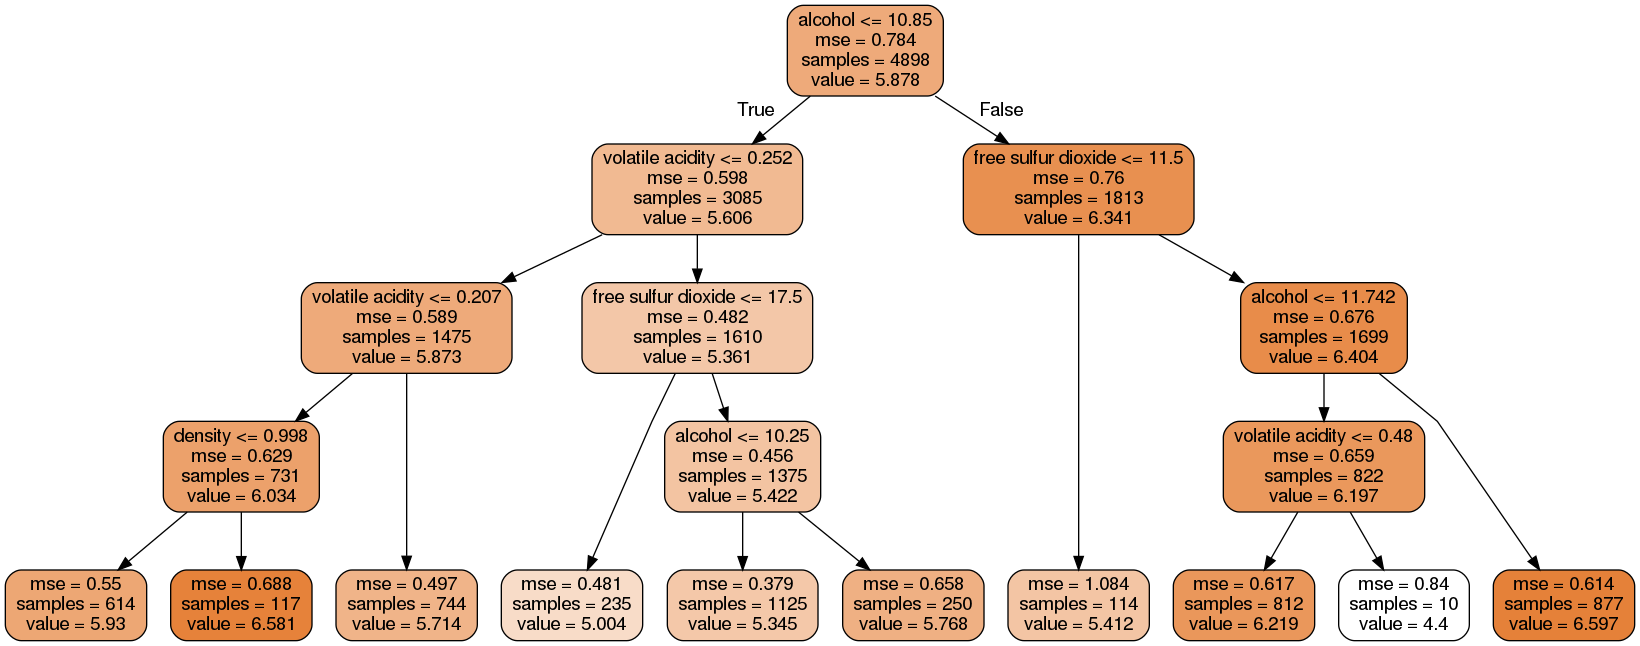 alcohol <= 10.85
mse = 0.784
samples = 4898
value = 5.878
True
False
volatile acidity <= 0.252
mse = 0.598
samples = 3085
value = 5.606
free sulfur dioxide <= 11.5
mse = 0.76
samples = 1813
value = 6.341
volatile acidity <= 0.207
mse = 0.589
samples = 1475
value = 5.873
free sulfur dioxide <= 17.5
mse = 0.482
samples = 1610
value = 5.361
alcohol <= 11.742
mse = 0.676
samples = 1699
value = 6.404
density <= 0.998
mse = 0.629
samples = 731
value = 6.034
alcohol <= 10.25
mse = 0.456
samples = 1375
value = 5.422
volatile acidity <= 0.48
mse = 0.659
samples = 822
value = 6.197
mse = 0.55
samples = 614
value = 5.93
mse = 0.688
samples = 117
value = 6.581
mse = 0.497
samples = 744
value = 5.714
mse = 0.481
samples = 235
value = 5.004
mse = 0.379
samples = 1125
value = 5.345
mse = 0.658
samples = 250
value = 5.768
mse = 1.084
samples = 114
value = 5.412
mse = 0.617
samples = 812
value = 6.219
mse = 0.84
samples = 10
value = 4.4
mse = 0.614
samples = 877
value = 6.597